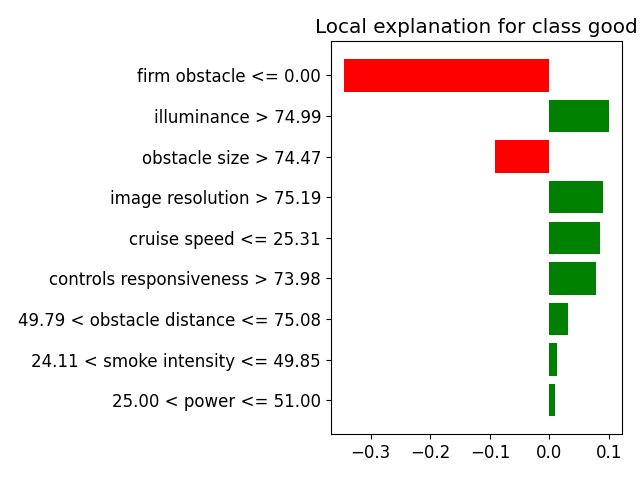 Local explanation for class good
firm obstacle <= 0.00
illuminance > 74.99
obstacle size > 74.47
image resolution > 75.19
cruise speed <= 25.31
controls responsiveness > 73.98
49.79 < obstacle distance <= 75.08
24.11 < smoke intensity <= 49.85
25.00 < power <= 51.00
−0.3 −0.2 −0.1 0.0 0.1